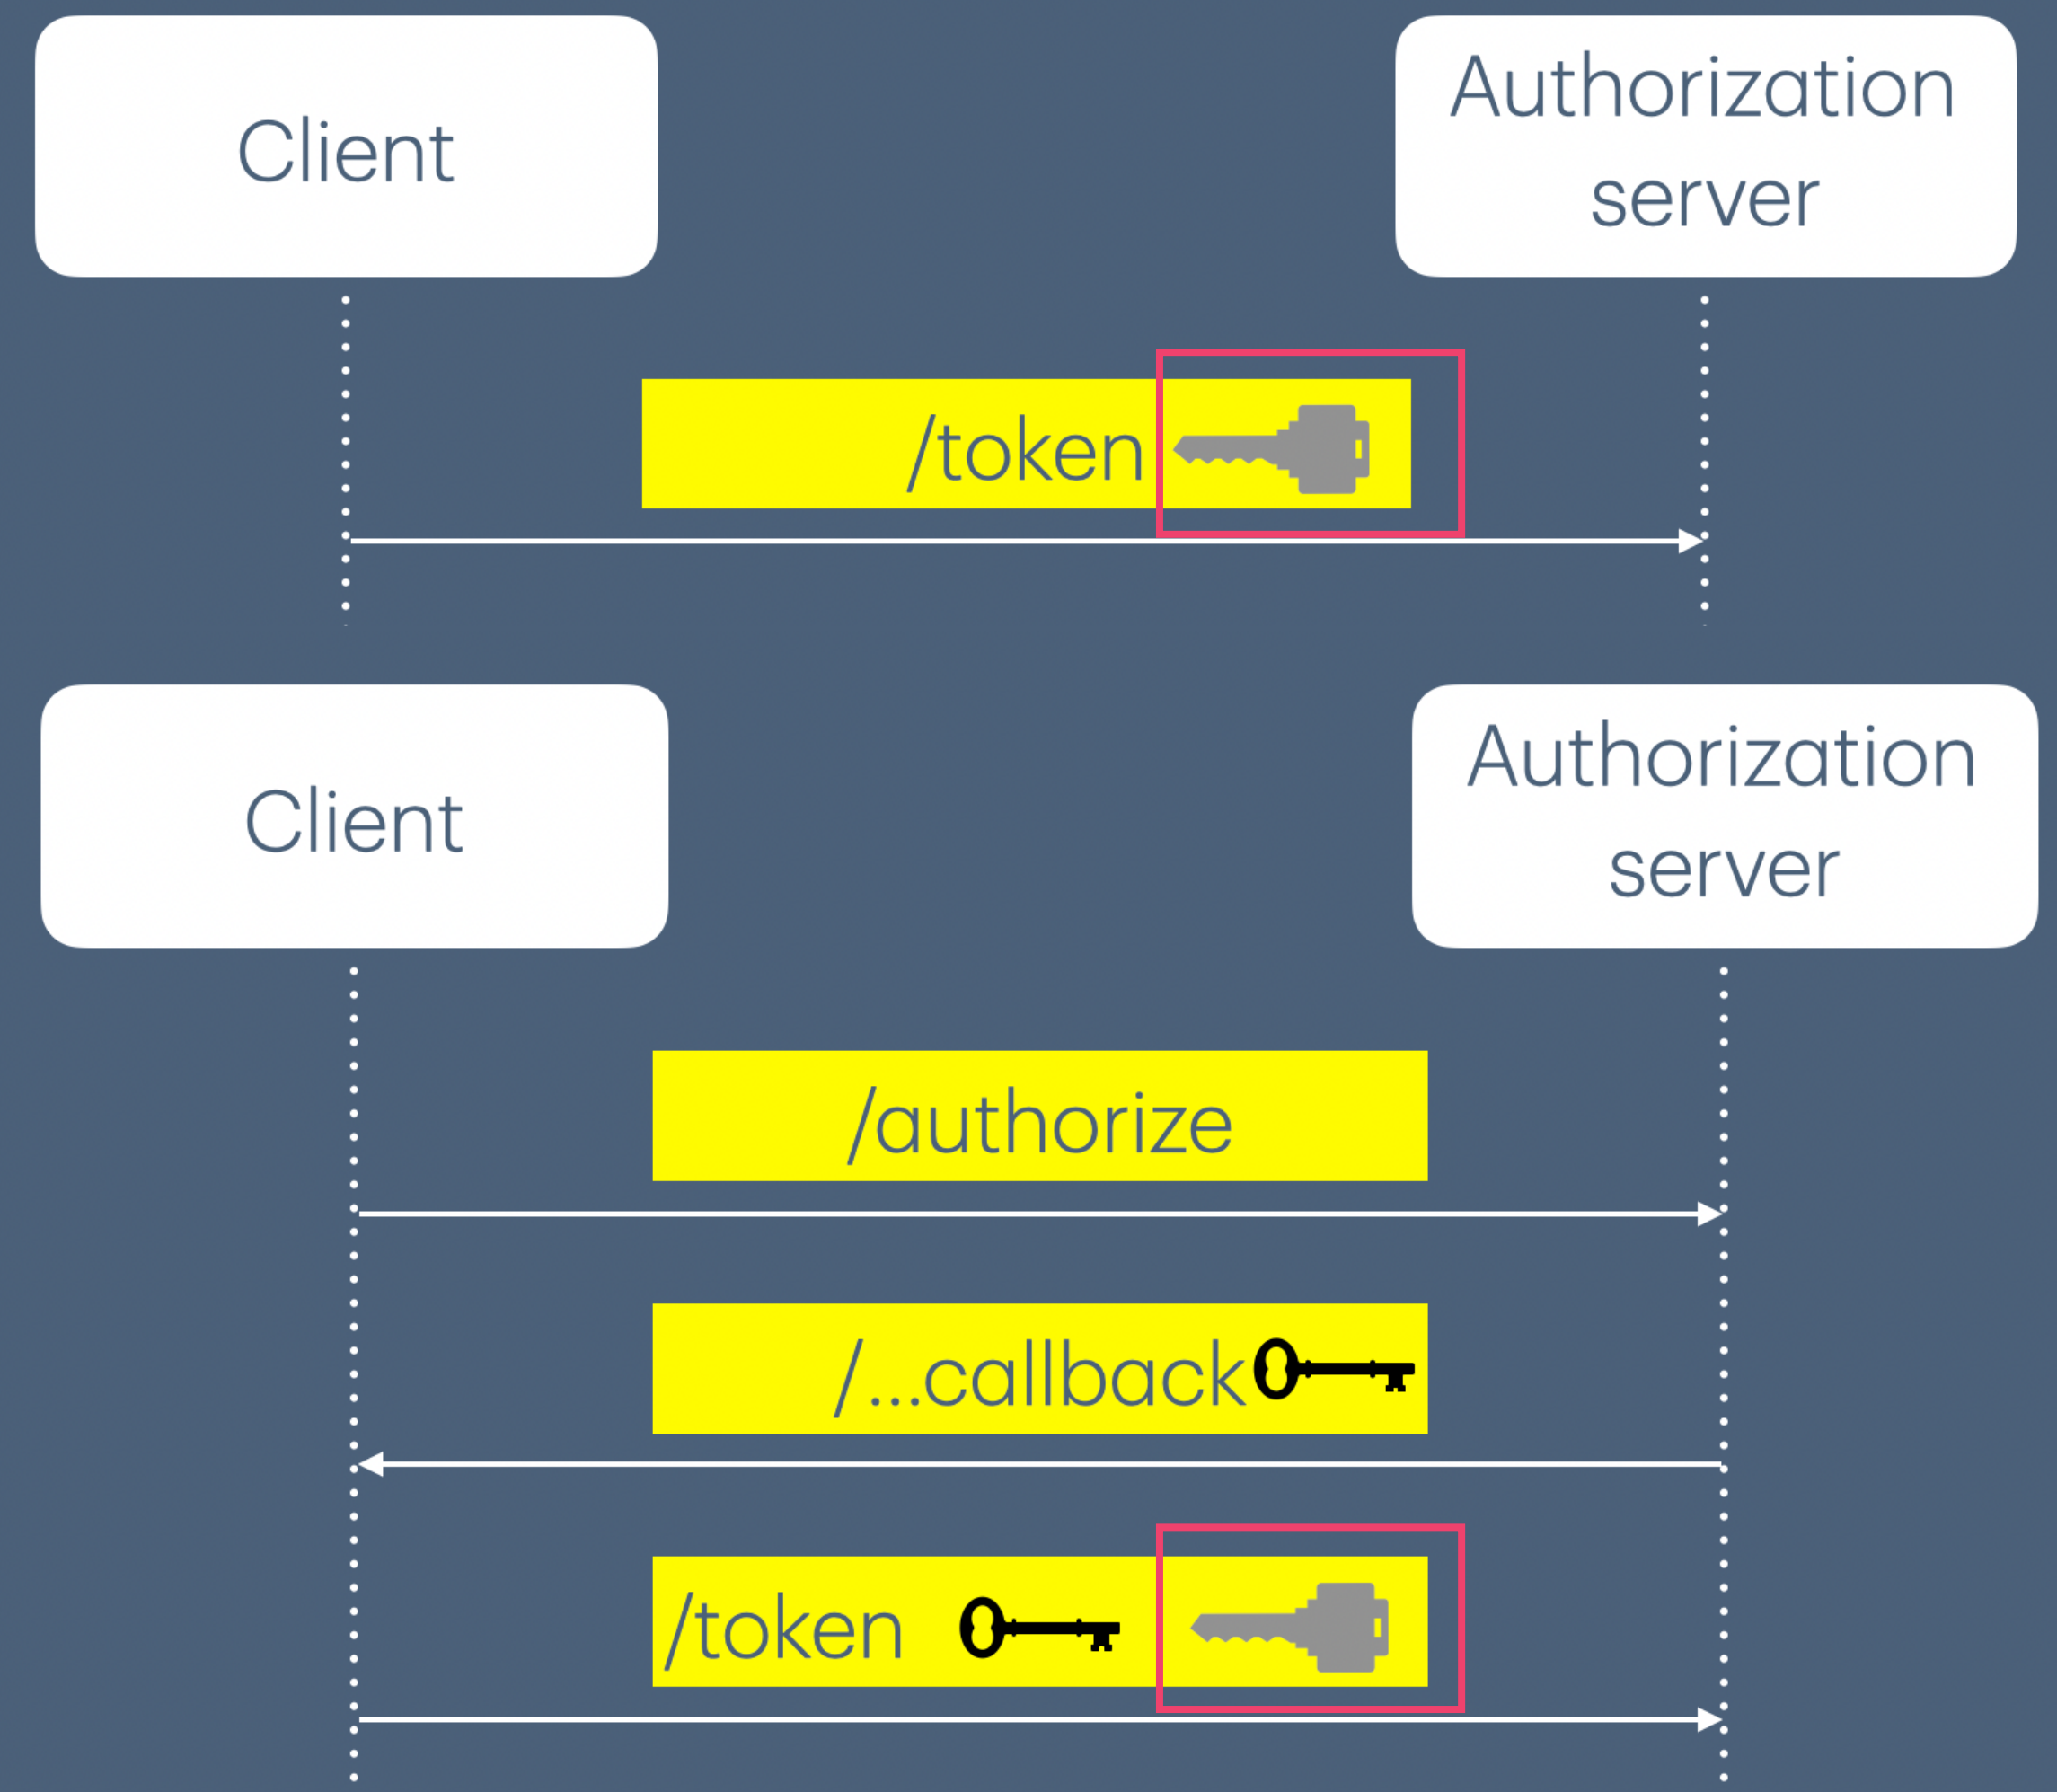 Client
Authorization
server
/token
Client
Authorization
server
/authorize
/...callback
/token